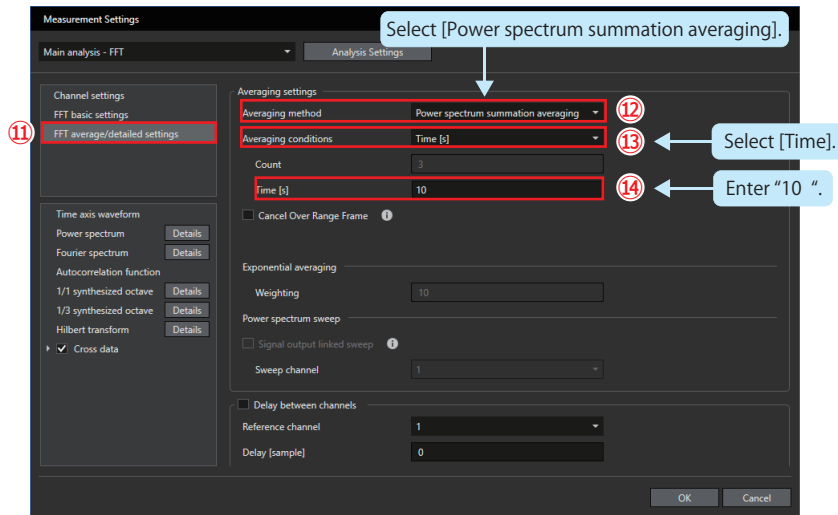 Measurement Settings
Select [Power spectrum summation averaging].
Main analysis - FFT
Analysis Settings
Channel settings
FFT basic settings
⑪ FFT average/detailed settings
Time axis waveform
Power spectrum Details
Fourier spectrum Details
Autocorrelation function
1/1 synthesized octave Details
1/3 synthesized octave Details
Hilbert transform Details
Cross data
Averaging settings
Averaging method Power spectrum summation averaging ⑫
Averaging conditions Time [s] ⑬ Select [Time].
Count 3
Time [s] 10 ⑭ Enter “10 “.
Cancel Over Range Frame
Exponential averaging
Weighting 10
Power spectrum sweep
Signal output linked sweep
Sweep channel 1
Delay between channels
Reference channel 1
Delay [sample] 0
OK Cancel